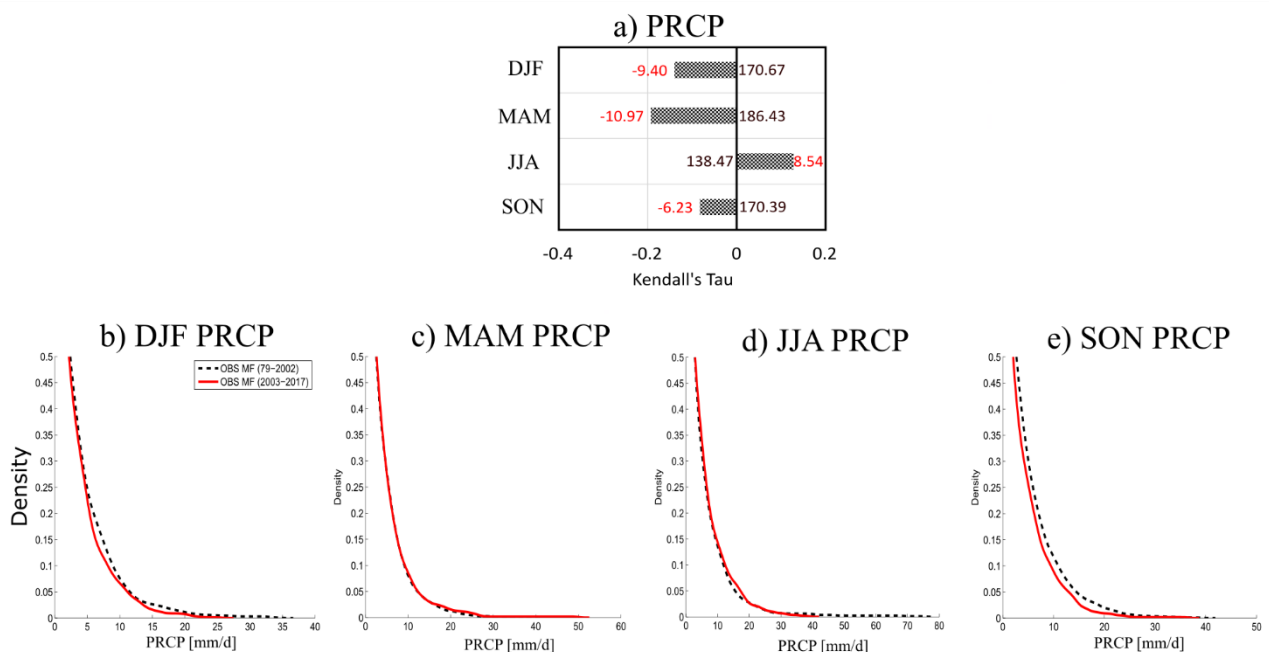 a) PRCP
DJF
-9.40
170.67
MAM
-10.97
186.43
JJA
138.47
8.54
SON
-6.23
170.39
-0.4
-0.2
0
0.2
Kendall's Tau
b) DJF PRCP
c) MAM PRCP
d) JJA PRCP
e) SON PRCP
Density
0.5
0.45
0.4
0.35
0.3
0.25
0.2
0.15
0.1
0.05
0
OBS MF (79-2002)
OBS MF (2003-2017)
0 5 10 15 20 25 30 35 40
PRCP [mm/d]
Density
0.5
0.45
0.4
0.35
0.3
0.25
0.2
0.15
0.1
0.05
0
0 10 20 30 40 50 60
PRCP [mm/d]
Density
0.5
0.45
0.4
0.35
0.3
0.25
0.2
0.15
0.1
0.05
0
0 10 20 30 40 50 60 70 80
PRCP [mm/d]
Density
0.5
0.45
0.4
0.35
0.3
0.25
0.2
0.15
0.1
0.05
0
0 10 20 30 40 50
PRCP [mm/d]